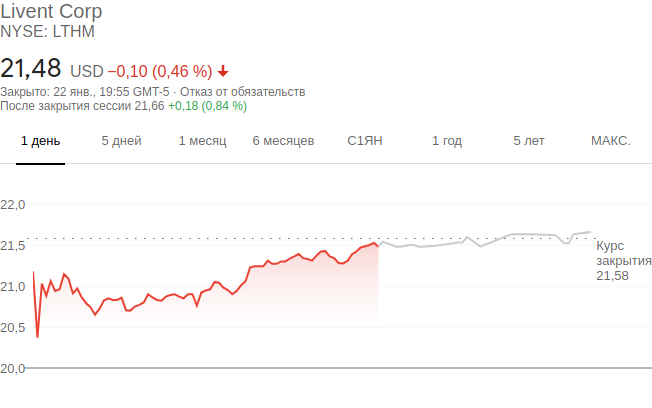 Livent Corp
NYSE: LTHM
21,48 USD −0,10 (0,46 %)
Закрыто: 22 янв., 19:55 GMT-5 · Отказ от обязательств
После закрытия сессии 21,66 +0,18 (0,84 %)
1 день 5 дней 1 месяц 6 месяцев С1ЯН 1 год 5 лет МАКС.
22,0
21,5
Курс
закрытия
21,58
21,0
20,5
20,0